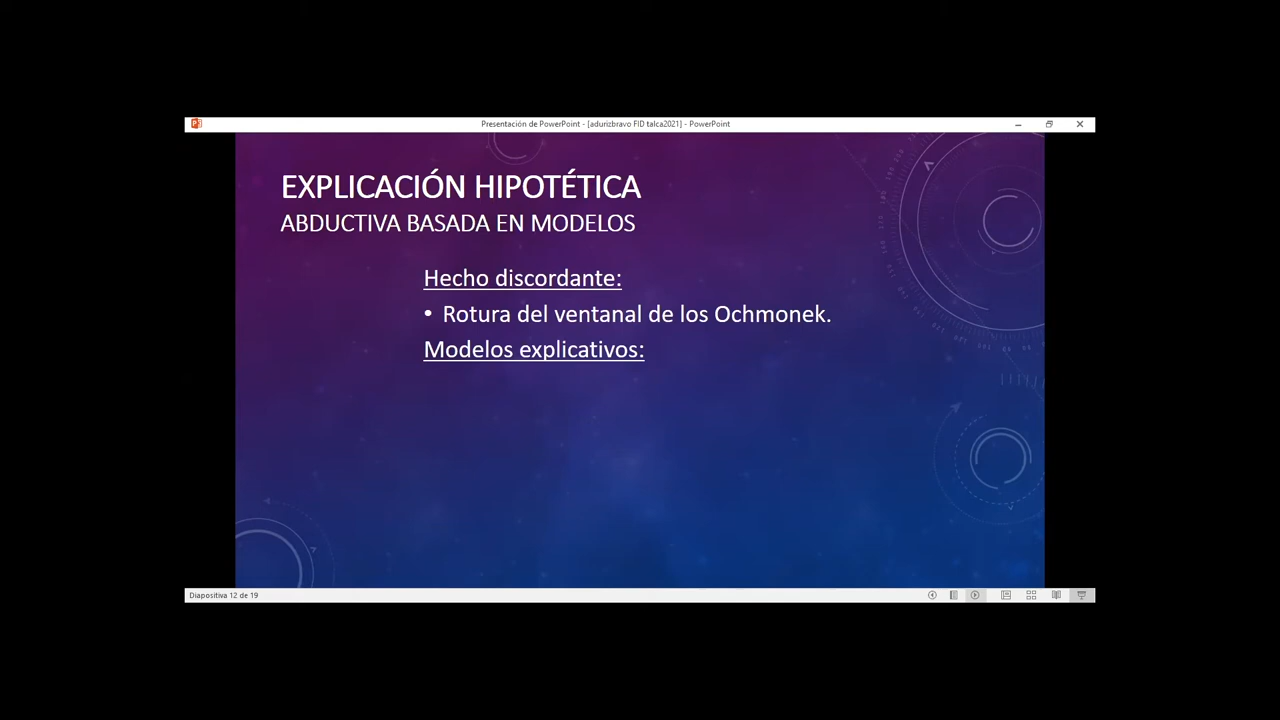 Presentación de PowerPoint - [adurizbravo FID talca2021] - PowerPoint
EXPLICACIÓN HIPOTÉTICA
ABDUCTIVA BASADA EN MODELOS
Hecho discordante:
• Rotura del ventanal de los Ochmonek.
Modelos explicativos:
Diapositiva 12 de 19